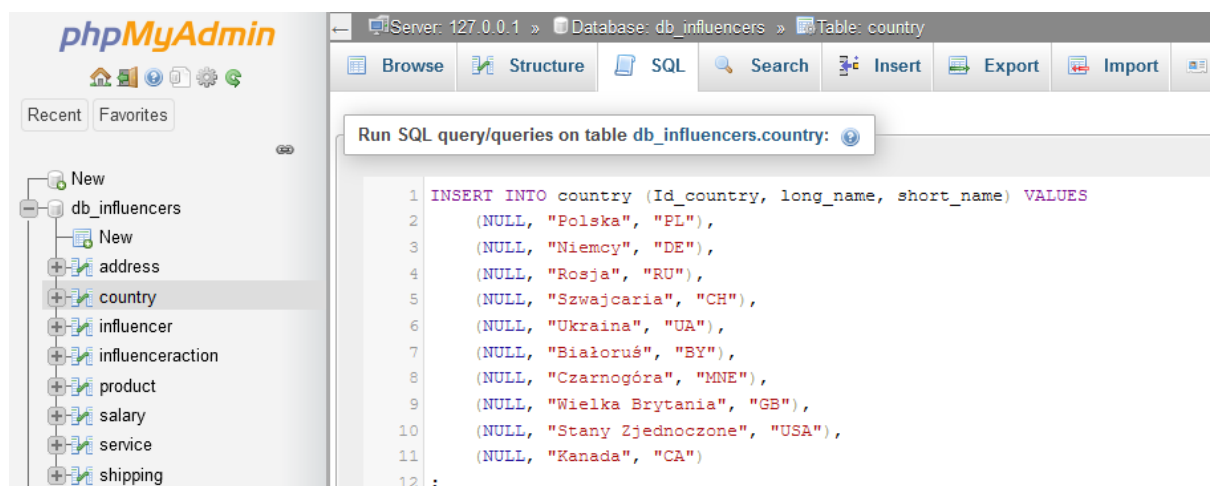 phpMyAdmin
Recent Favorites
New
db_influencers
New
address
country
influencer
influenceraction
product
salary
service
shipping
← Server: 127.0.0.1 » Database: db_influencers » Table: country
Browse Structure SQL Search Insert Export Import
Run SQL query/queries on table db_influencers.country:
1 INSERT INTO country (Id_country, long_name, short_name) VALUES
2 (NULL, "Polska", "PL"),
3 (NULL, "Niemcy", "DE"),
4 (NULL, "Rosja", "RU"),
5 (NULL, "Szwajcaria", "CH"),
6 (NULL, "Ukraina", "UA"),
7 (NULL, "Białoruś", "BY"),
8 (NULL, "Czarnogóra", "MNE"),
9 (NULL, "Wielka Brytania", "GB"),
10 (NULL, "Stany Zjednoczone", "USA"),
11 (NULL, "Kanada", "CA")
12 ;